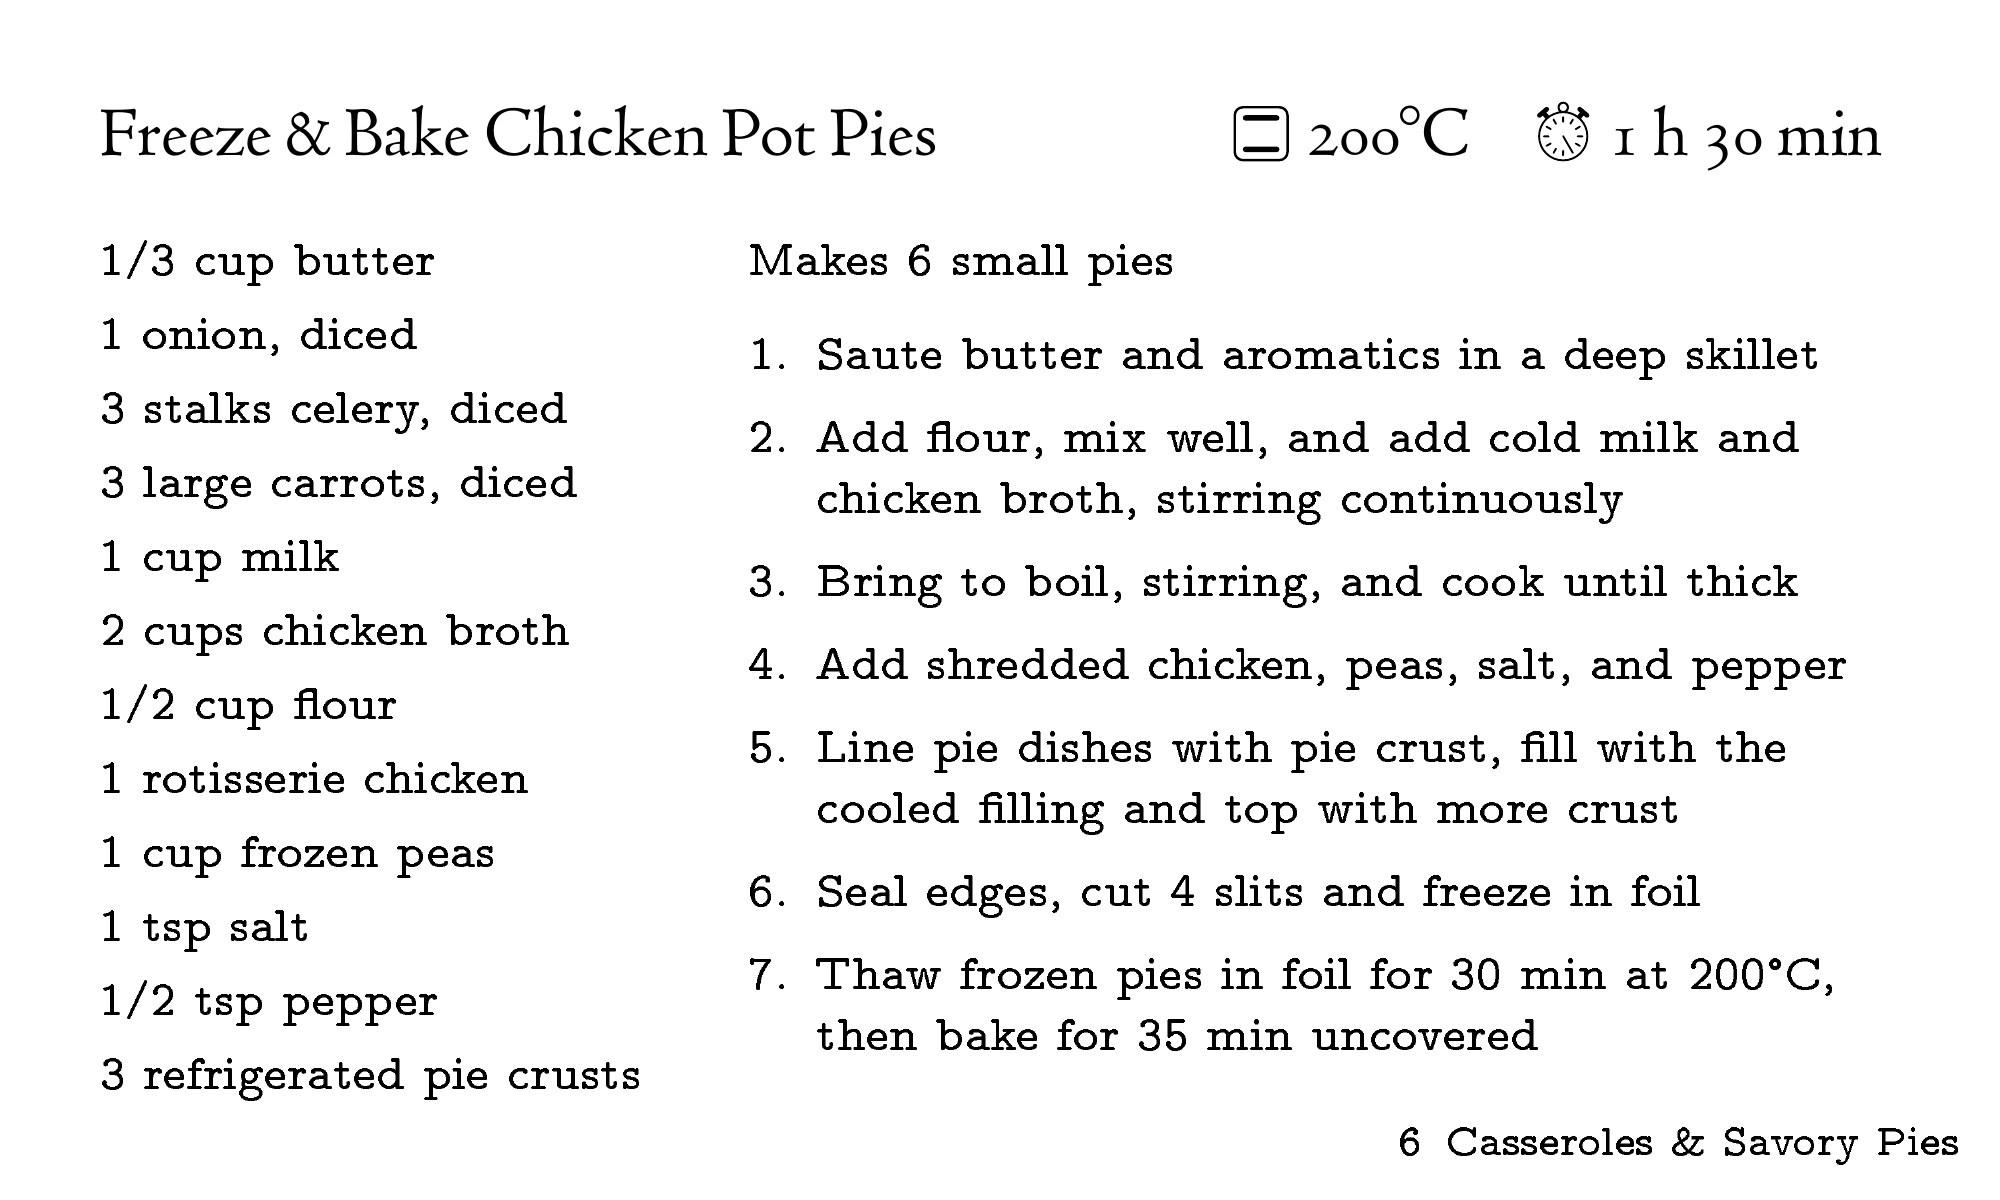 Freeze & Bake Chicken Pot Pies
200°C 1 h 30 min
1/3 cup butter
1 onion, diced
3 stalks celery, diced
3 large carrots, diced
1 cup milk
2 cups chicken broth
1/2 cup flour
1 rotisserie chicken
1 cup frozen peas
1 tsp salt
1/2 tsp pepper
3 refrigerated pie crusts
Makes 6 small pies
1. Saute butter and aromatics in a deep skillet
2. Add flour, mix well, and add cold milk and
chicken broth, stirring continuously
3. Bring to boil, stirring, and cook until thick
4. Add shredded chicken, peas, salt, and pepper
5. Line pie dishes with pie crust, fill with the
cooled filling and top with more crust
6. Seal edges, cut 4 slits and freeze in foil
7. Thaw frozen pies in foil for 30 min at 200°C,
then bake for 35 min uncovered
6 Casseroles & Savory Pies